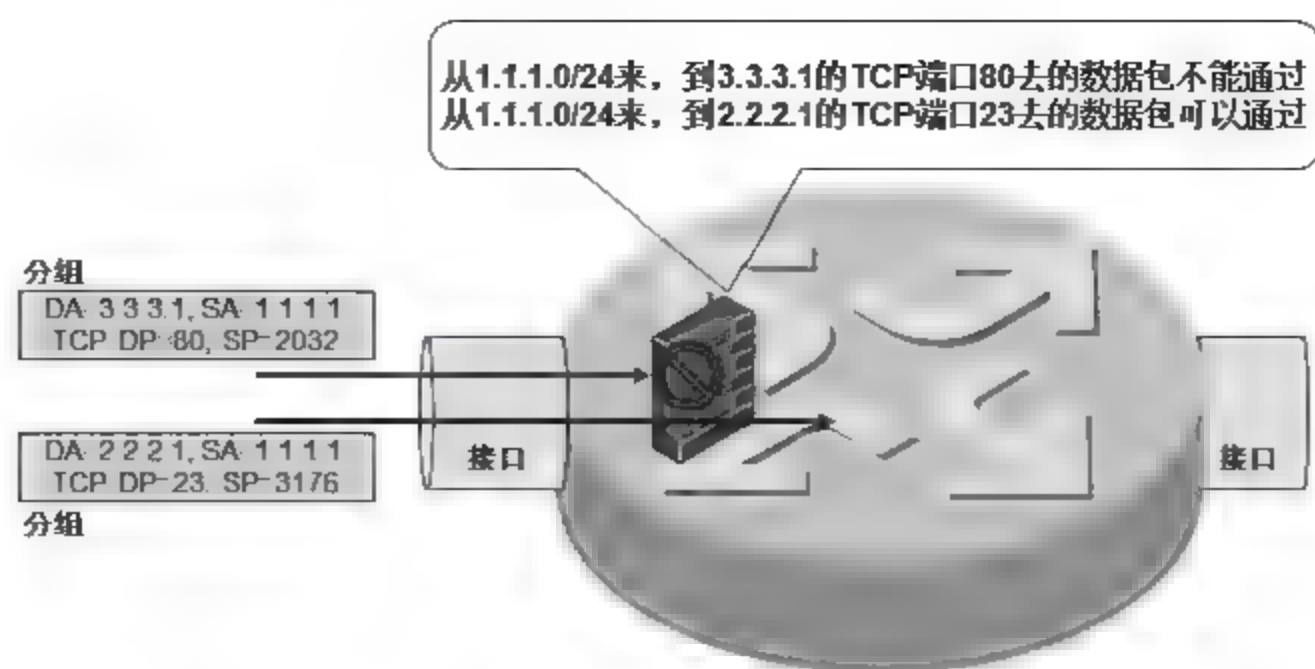 从1.1.1.0/24来，到3.3.3.1的TCP端口80去的数据包不能通过
从1.1.1.0/24来，到2.2.2.1的TCP端口23去的数据包可以通过
分组
DA: 3.3.3.1, SA: 1.1.1.1
TCP DP=80, SP=2032
DA: 2.2.2.1, SA: 1.1.1.1
TCP DP=23, SP=3176
分组
接口
接口